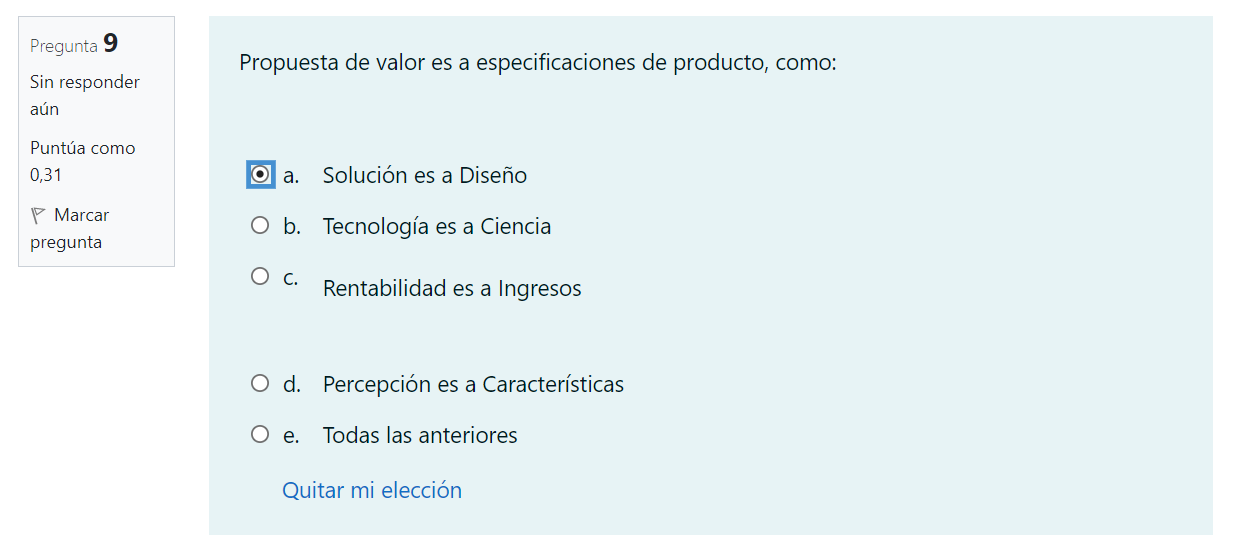 Pregunta 9
Sin responder
aún
Puntúa como
0,31
Marcar
pregunta
Propuesta de valor es a especificaciones de producto, como:
a. Solución es a Diseño
b. Tecnología es a Ciencia
c. Rentabilidad es a Ingresos
d. Percepción es a Características
e. Todas las anteriores
Quitar mi elección